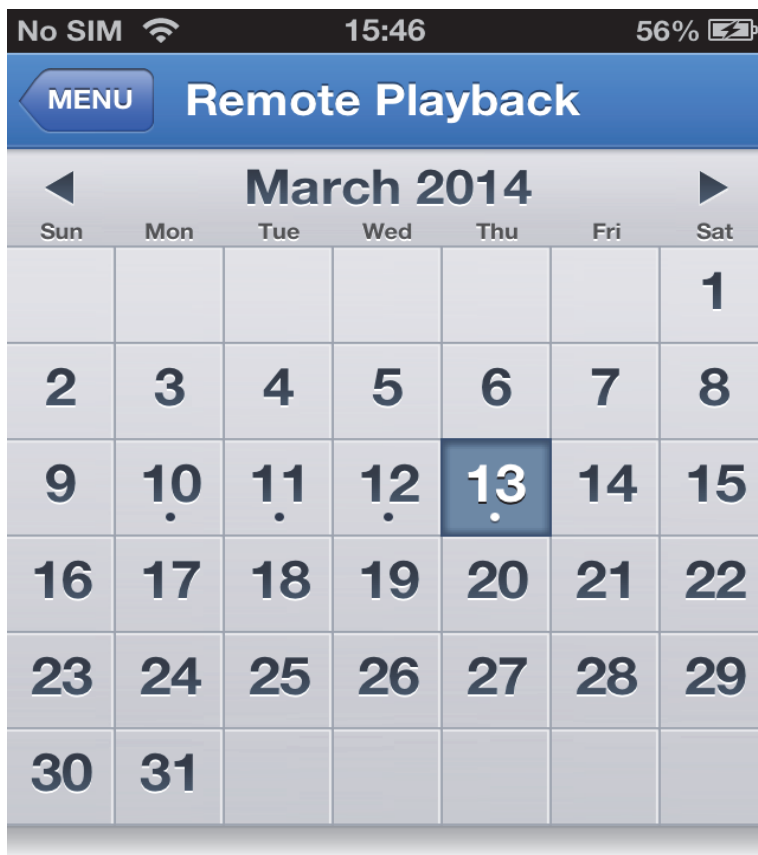 No SIM 15:46 56%
MENU Remote Playback
March 2014
Sun Mon Tue Wed Thu Fri Sat
1
2 3 4 5 6 7 8
9 10 11 12 13 14 15
16 17 18 19 20 21 22
23 24 25 26 27 28 29
30 31